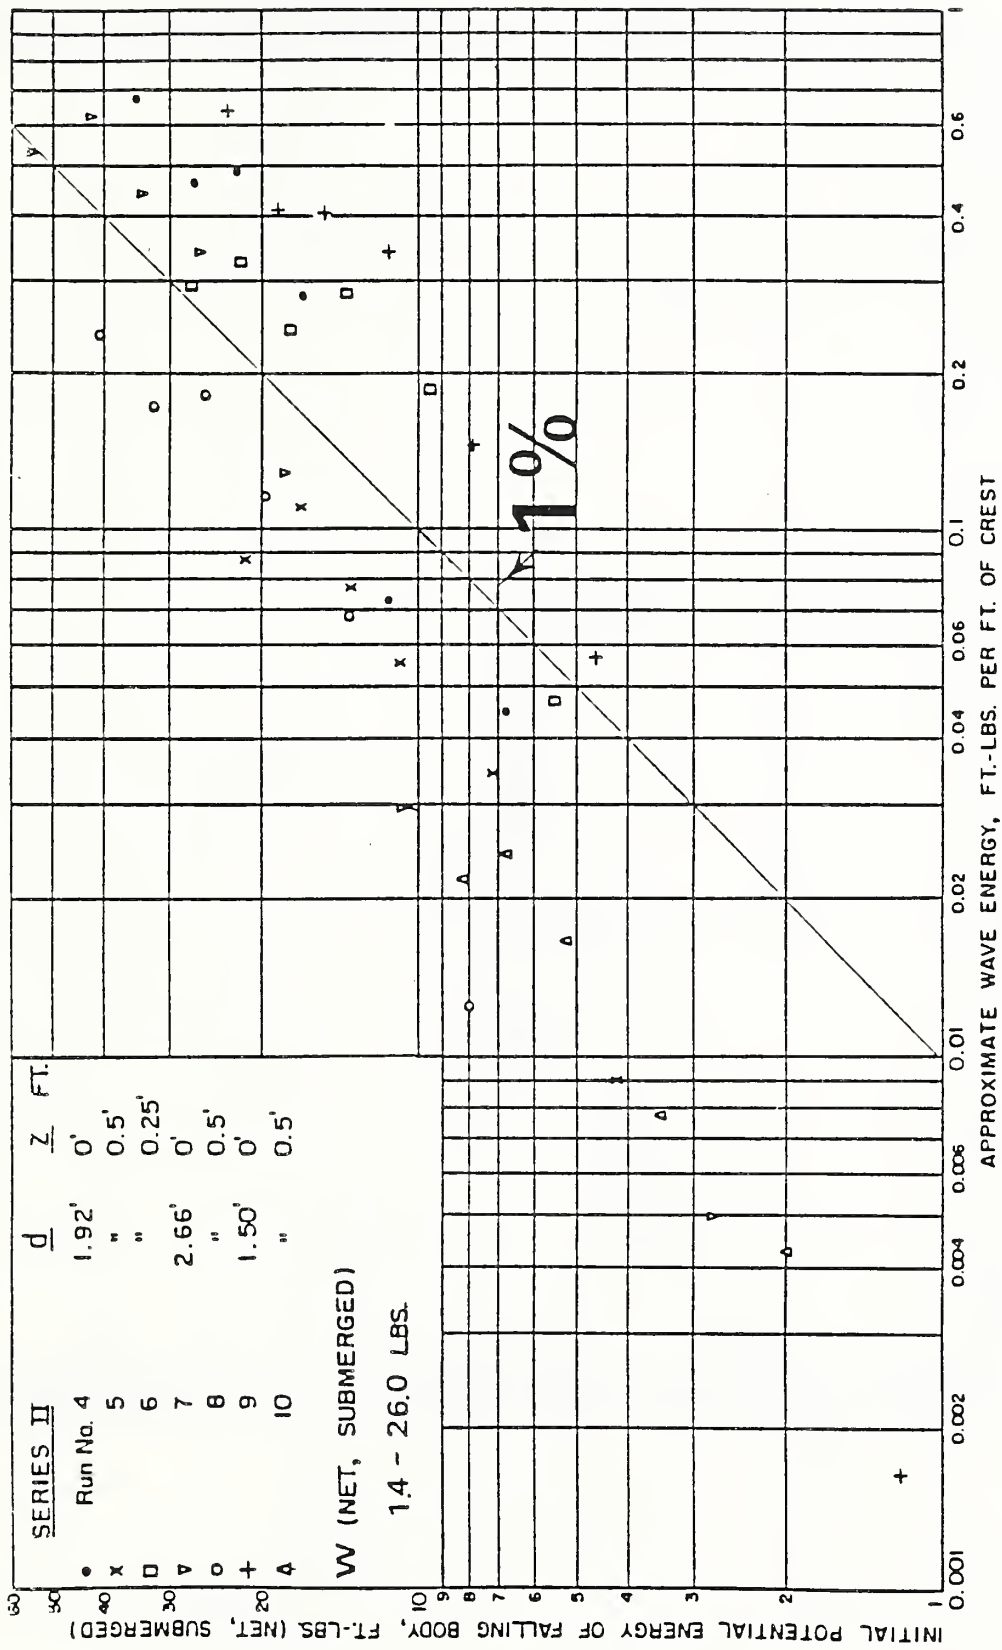 SERIES II d Z FT.
● Run No. 4 1.92' 0'
x 5 " 0.5'
□ 6 " 0.25'
▽ 7 2.66' 0'
○ 8 " 0.5'
+ 9 1.50' 0'
△ 10 " 0.5'
W (NET, SUBMERGED)
1.4 - 26.0 LBS.
1%
INITIAL POTENTIAL ENERGY OF FALLING BODY, FT.-LBS (NET, SUBMERGED)
60
50
40
30
20
10
9
8
7
6
5
4
3
2
1
0.001 0.002 0.004 0.006 0.01 0.02 0.04 0.06 0.1 0.2 0.4 0.6 1
APPROXIMATE WAVE ENERGY, FT.-LBS. PER FT. OF CREST